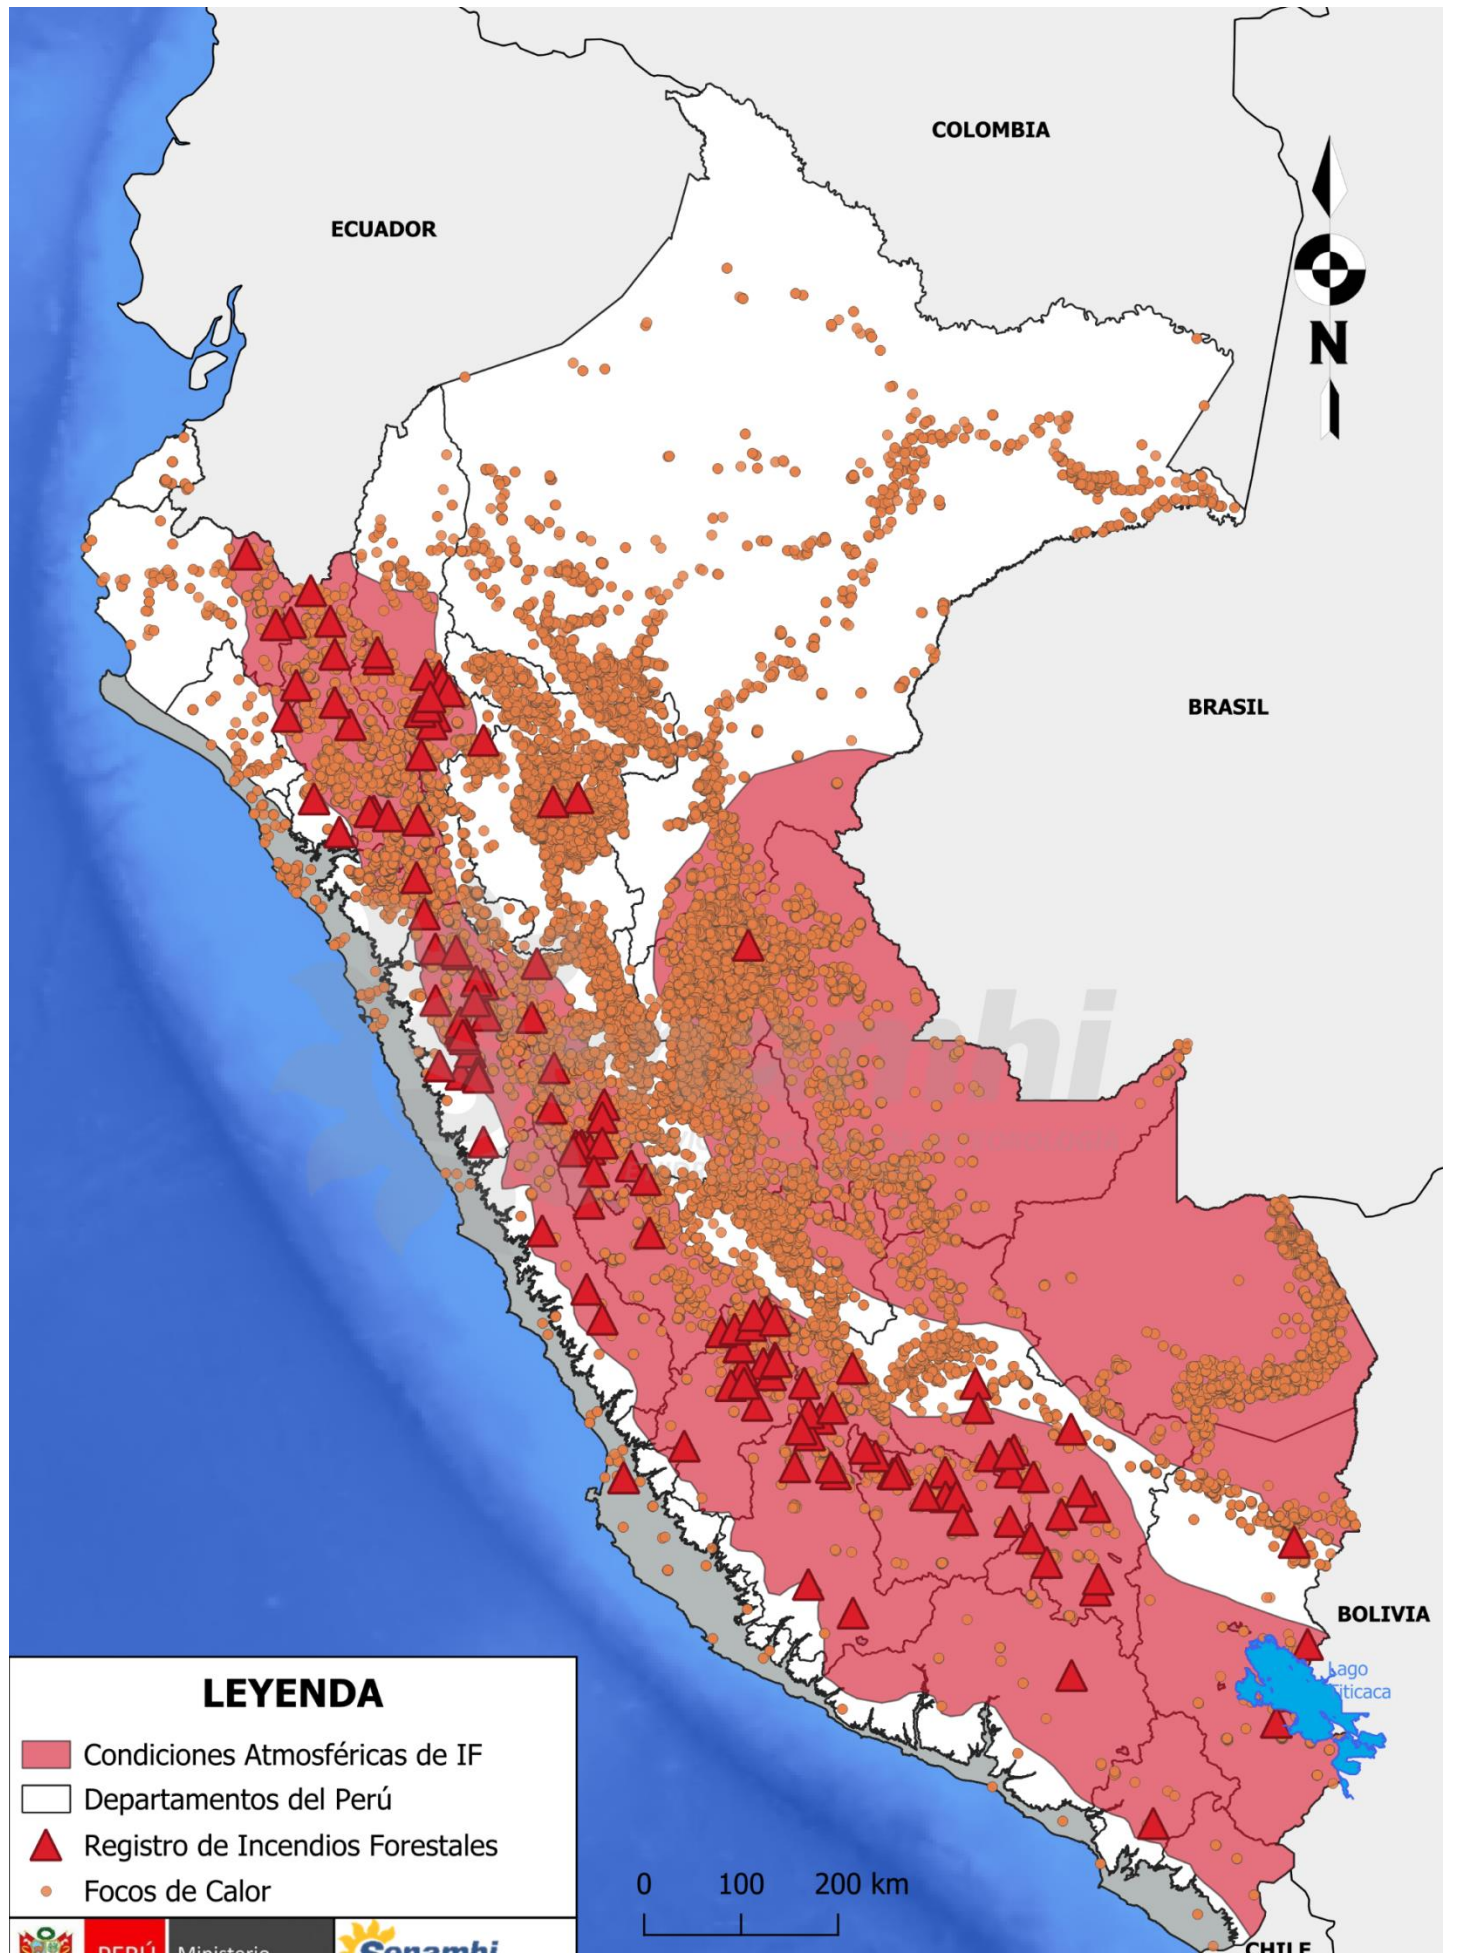 COLOMBIA
ECUADOR
N
BRASIL
senamhi
BOLIVIA
Lago
Titicaca
LEYENDA
Condiciones Atmosféricas de IF
Departamentos del Perú
Registro de Incendios Forestales
Focos de Calor
0 100 200 km
PERÚ Ministerio
Senamhi
CHILE